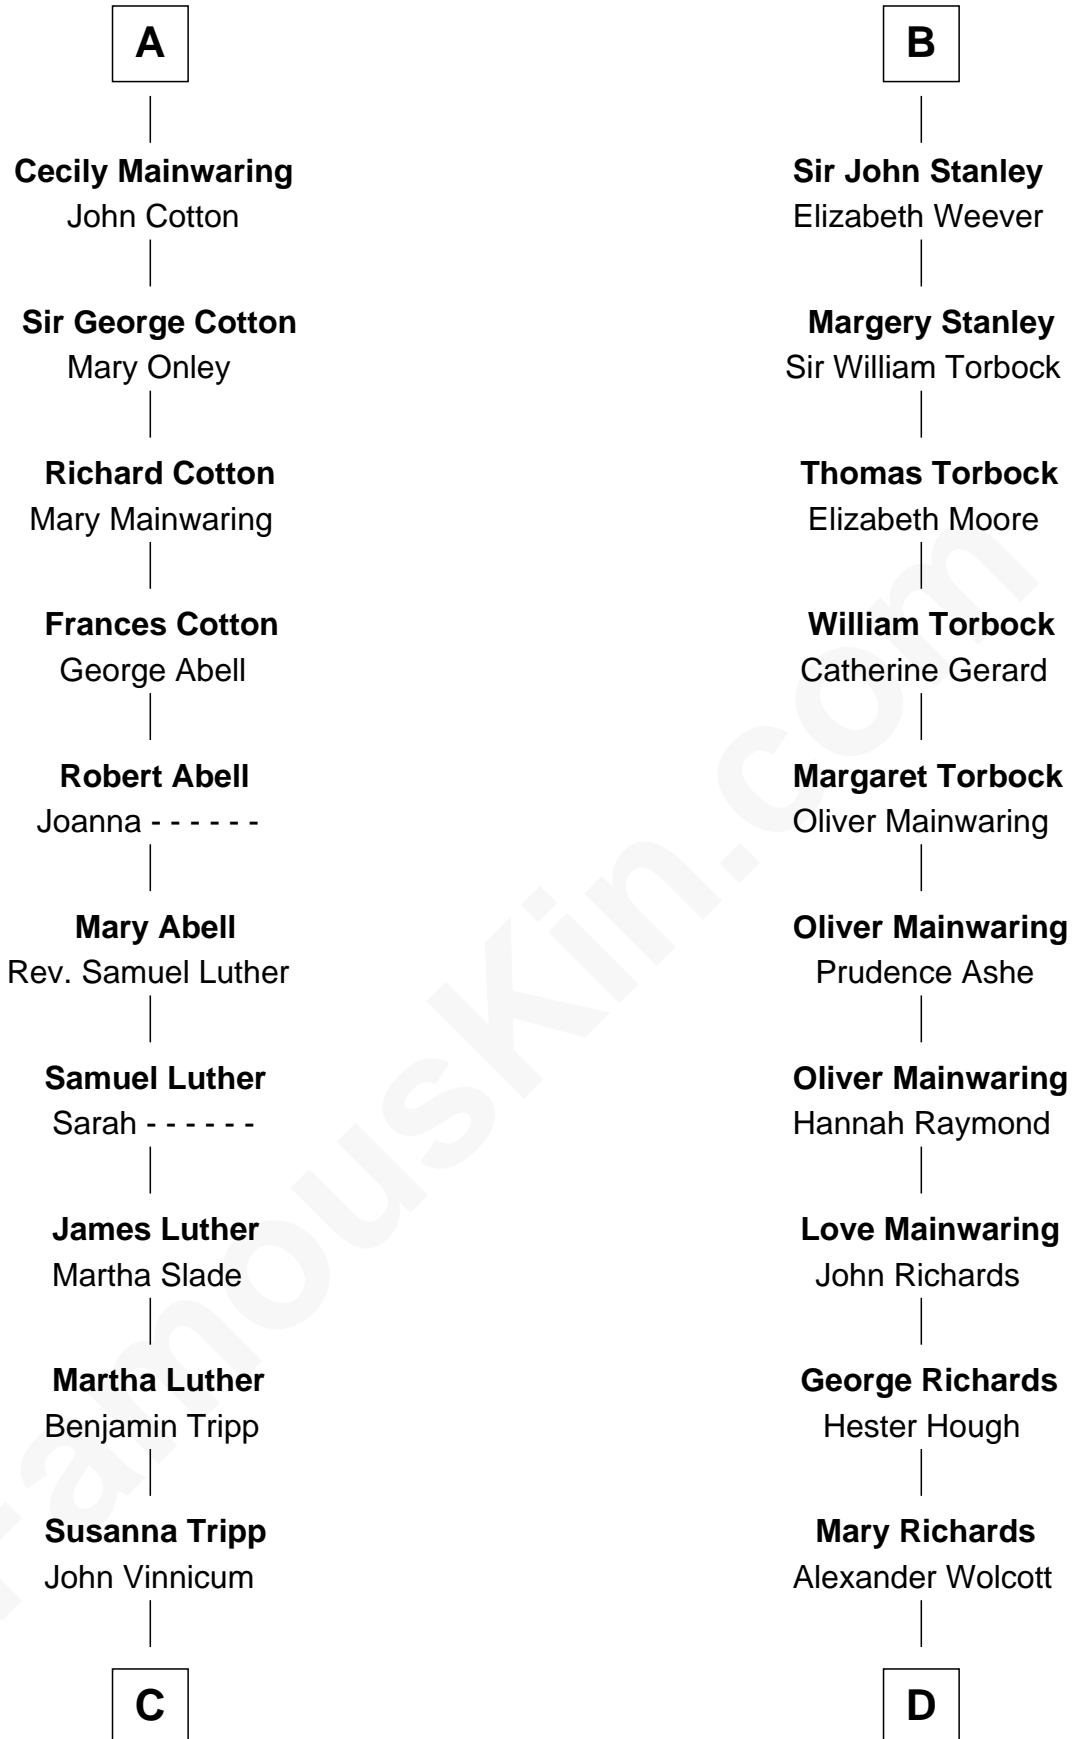 A
Cecily Mainwaring
John Cotton
Sir George Cotton
Mary Onley
Richard Cotton
Mary Mainwaring
Frances Cotton
George Abell
Robert Abell
Joanna - - - - - -
Mary Abell
Rev. Samuel Luther
Samuel Luther
Sarah - - - - - -
James Luther
Martha Slade
Martha Luther
Benjamin Tripp
Susanna Tripp
John Vinnicum
C
B
Sir John Stanley
Elizabeth Weever
Margery Stanley
Sir William Torbock
Thomas Torbock
Elizabeth Moore
William Torbock
Catherine Gerard
Margaret Torbock
Oliver Mainwaring
Oliver Mainwaring
Prudence Ashe
Oliver Mainwaring
Hannah Raymond
Love Mainwaring
John Richards
George Richards
Hester Hough
Mary Richards
Alexander Wolcott
D
FamousKin.com